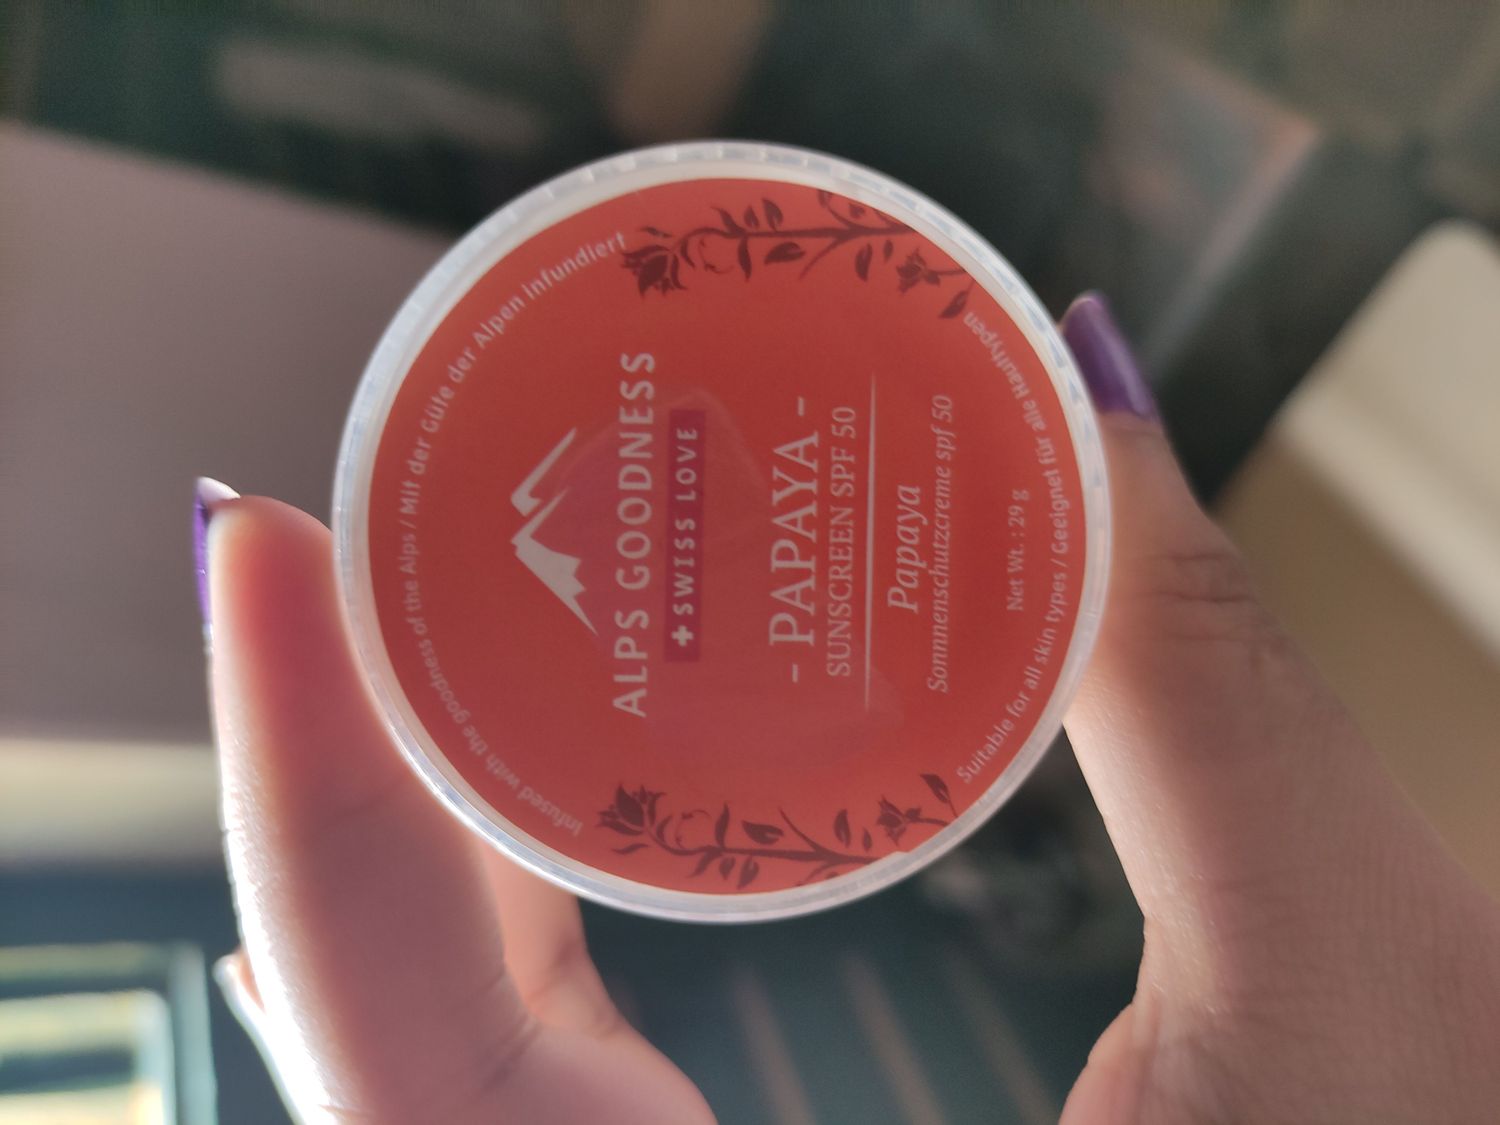 Infused with the goodness of the Alps / Mit der Güte der Alpen infundiert
ALPS GOODNESS
SWISS LOVE
- PAPAYA -
SUNSCREEN SPF 50
Papaya
Sonnnenschutzcreme spf 50
Net Wt. : 29 g
Suitable for all skin types / Geeignet für alle Hauttypen